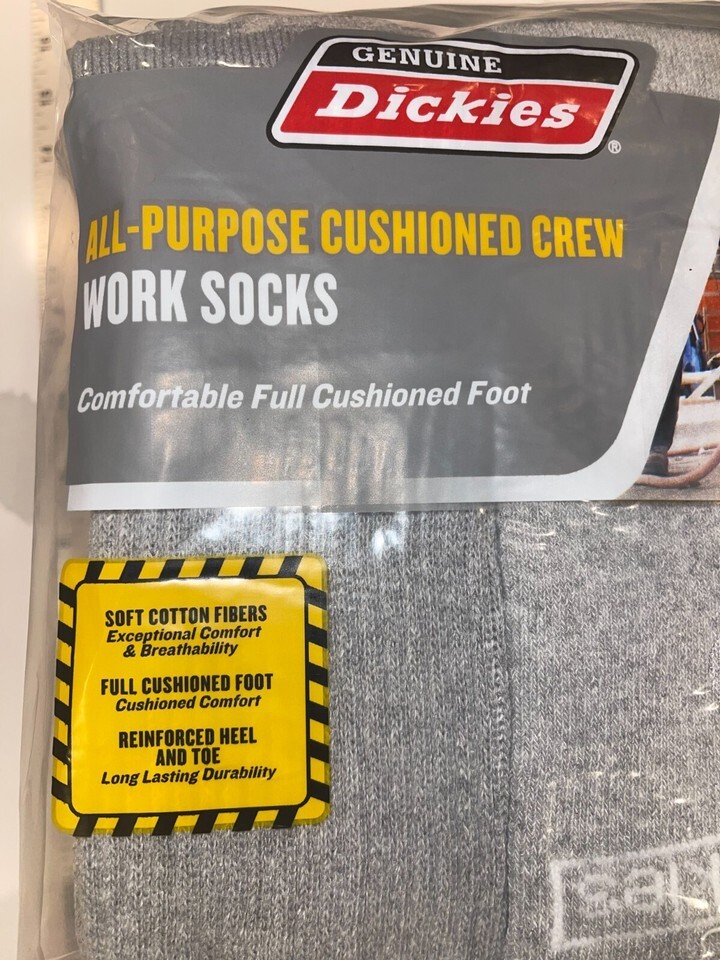 GENUINE
Dickies
®
ALL-PURPOSE CUSHIONED CREW
WORK SOCKS
Comfortable Full Cushioned Foot
SOFT COTTON FIBERS
Exceptional Comfort
& Breathability
FULL CUSHIONED FOOT
Cushioned Comfort
REINFORCED HEEL
AND TOE
Long Lasting Durability